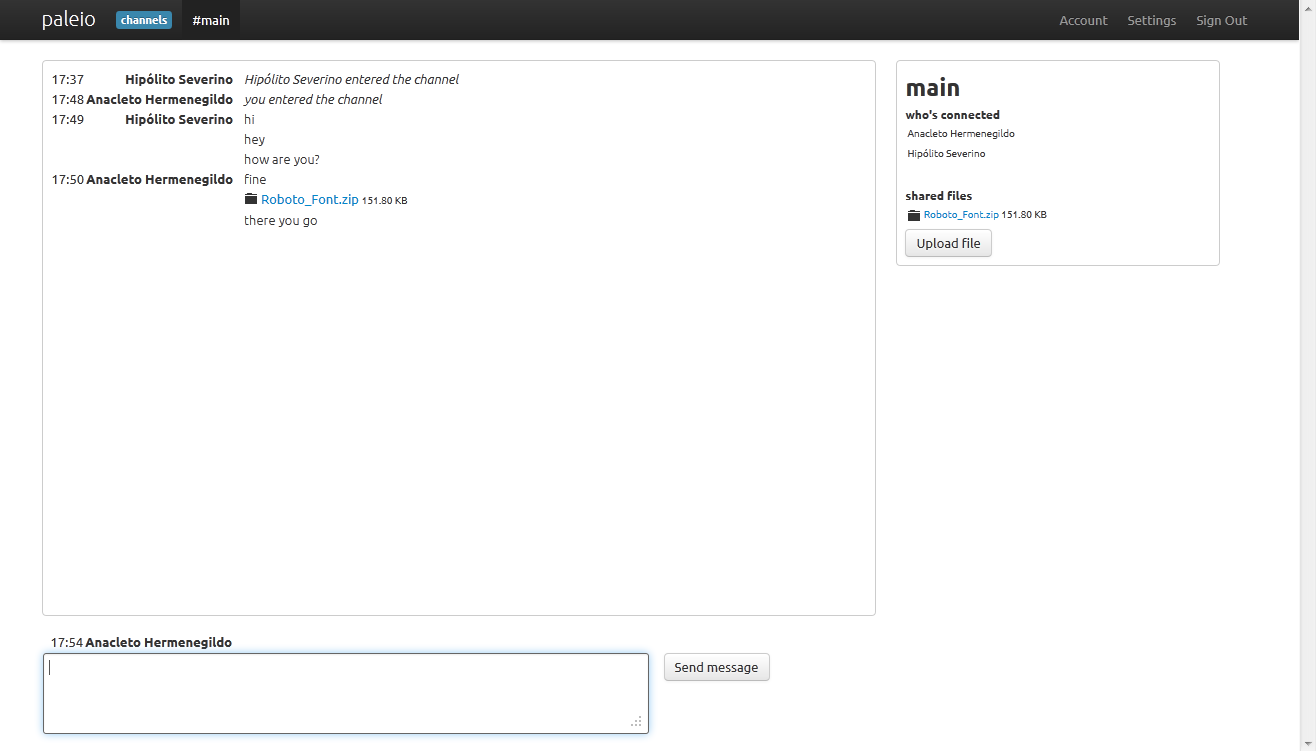 paleio channels #main Account Settings Sign Out
17:37 Hipólito Severino Hipólito Severino entered the channel
17:48 Anacleto Hermenegildo you entered the channel
17:49 Hipólito Severino hi
hey
how are you?
17:50 Anacleto Hermenegildo fine
Roboto_Font.zip 151.80 KB
there you go
main
who's connected
Anacleto Hermenegildo
Hipólito Severino
shared files
Roboto_Font.zip 151.80 KB
Upload file
17:54 Anacleto Hermenegildo
Send message